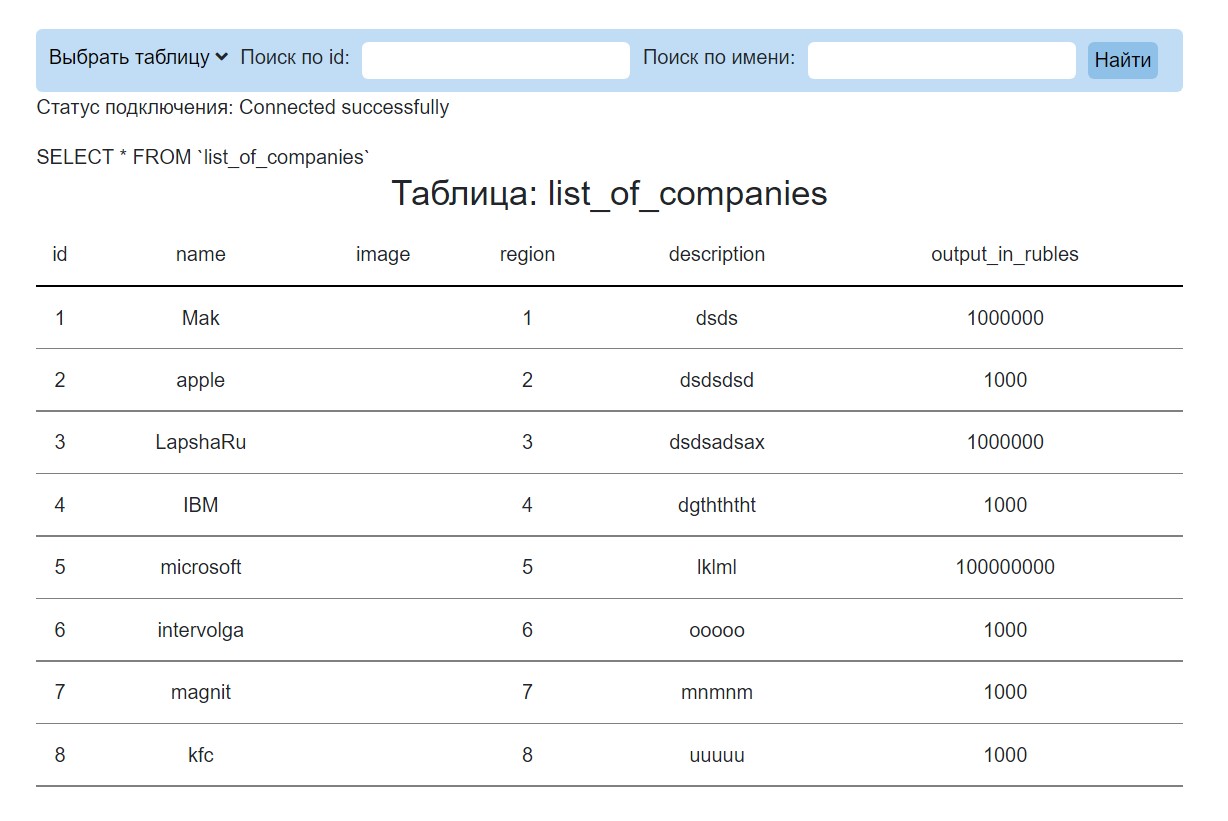 Выбрать таблицу Поиск по id: Поиск по имени: Найти
Статус подключения: Connected successfully
SELECT * FROM `list_of_companies`
Таблица: list_of_companies
id name image region description output_in_rubles
1 Mak 1 dsds 1000000
2 apple 2 dsdsdsd 1000
3 LapshaRu 3 dsdsadsax 1000000
4 IBM 4 dgthththt 1000
5 microsoft 5 lklml 100000000
6 intervolga 6 ooooo 1000
7 magnit 7 mnmnm 1000
8 kfc 8 uuuuu 1000